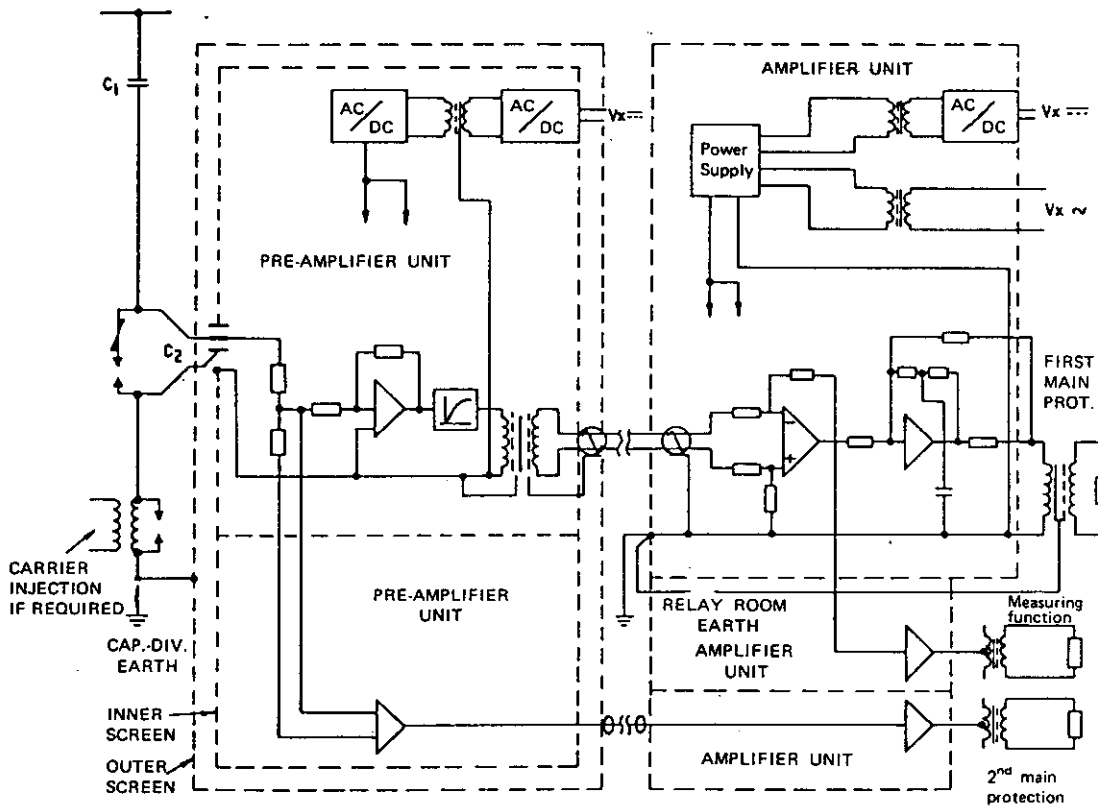 C1
AC/
DC
AC/
DC
Vx
PRE-AMPLIFIER UNIT
C2
CARRIER
INJECTION
IF REQUIRED
CAP.-DIV.
EARTH
INNER
SCREEN
OUTER
SCREEN
PRE-AMPLIFIER
UNIT
AMPLIFIER UNIT
AC/
DC
Vx
Power
Supply
Vx ~
FIRST
MAIN
PROT.
−
+
RELAY ROOM
EARTH
AMPLIFIER
UNIT
Measuring
function
AMPLIFIER UNIT
2nd main
protection